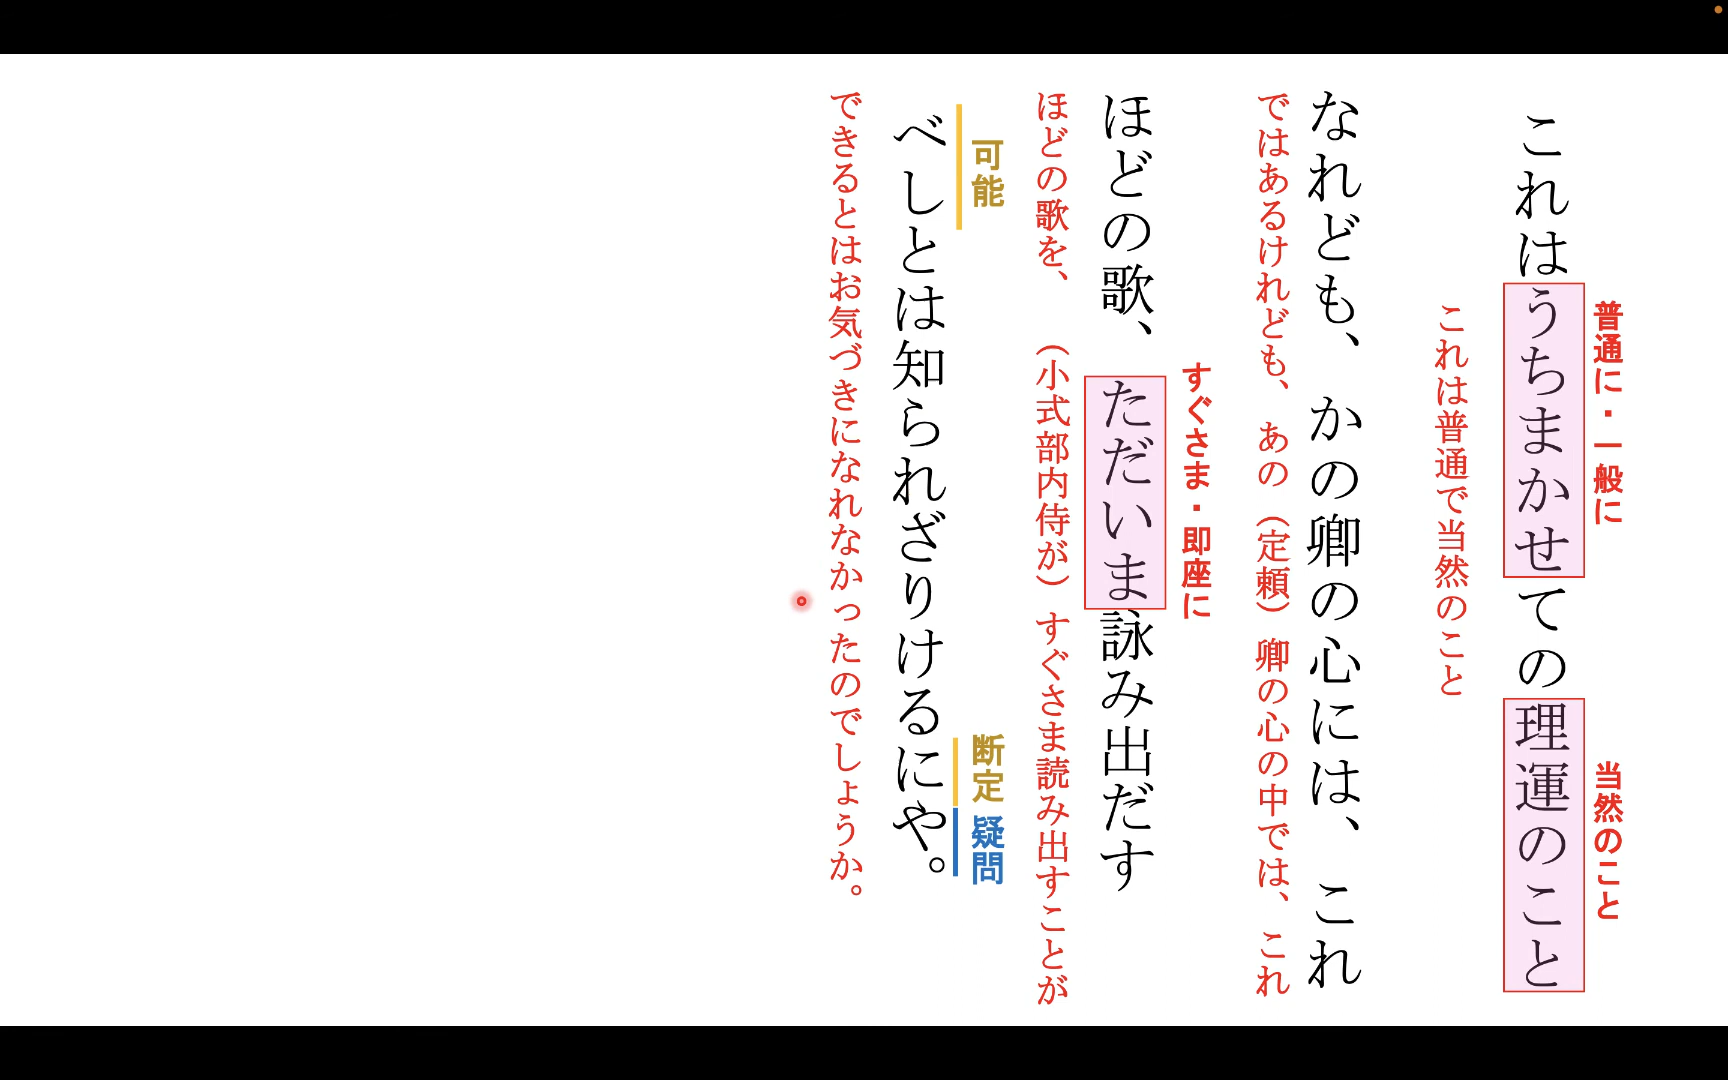 普通に・一般に
当然のこと
これはうちまかせての理運のこと
これは普通で当然のこと
なれども、かの卿の心には、これ
ではあるけれども、あの（定頼）卿の心の中では、これ
すぐさま・即座に
ほどの歌、ただいま詠み出だす
ほどの歌を、（小式部内侍が）すぐさま読み出すことが
可能
断定
疑問
べしとは知られざりけるにや。
できるとはお気づきになれなかったのでしょうか。